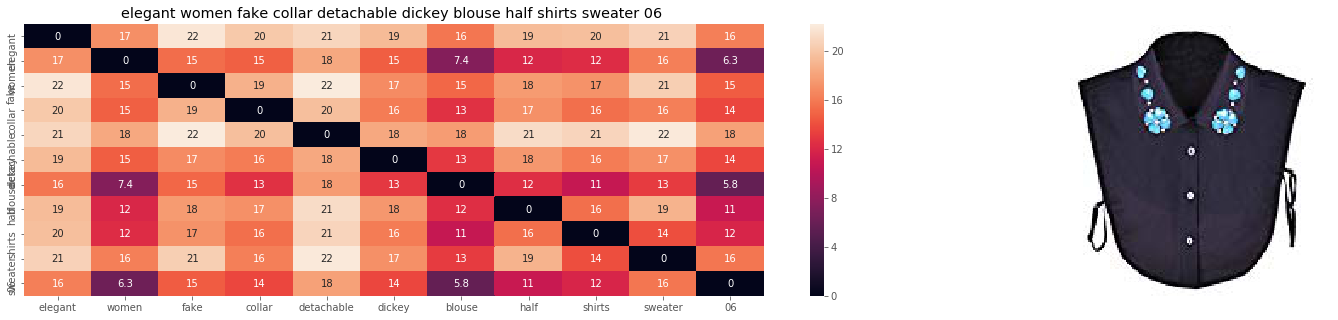 elegant women fake collar detachable dickey blouse half shirts sweater 06
elegant 0 17 22 20 21 19 16 19 20 21 16
women 17 0 15 15 18 15 7.4 12 12 16 6.3
fake 22 15 0 19 22 17 15 18 17 21 15
collar 20 15 19 0 20 16 13 17 16 16 14
detachable 21 18 22 20 0 18 18 21 21 22 18
dickey 19 15 17 16 18 0 13 18 16 17 14
blouse 16 7.4 15 13 18 13 0 12 11 13 5.8
half 19 12 18 17 21 18 12 0 16 19 11
shirts 20 12 17 16 21 16 11 16 0 14 12
sweater 21 16 21 16 22 17 13 19 14 0 16
06 16 6.3 15 14 18 14 5.8 11 12 16 0
elegant women fake collar detachable dickey blouse half shirts sweater 06
20
16
12
8
4
0